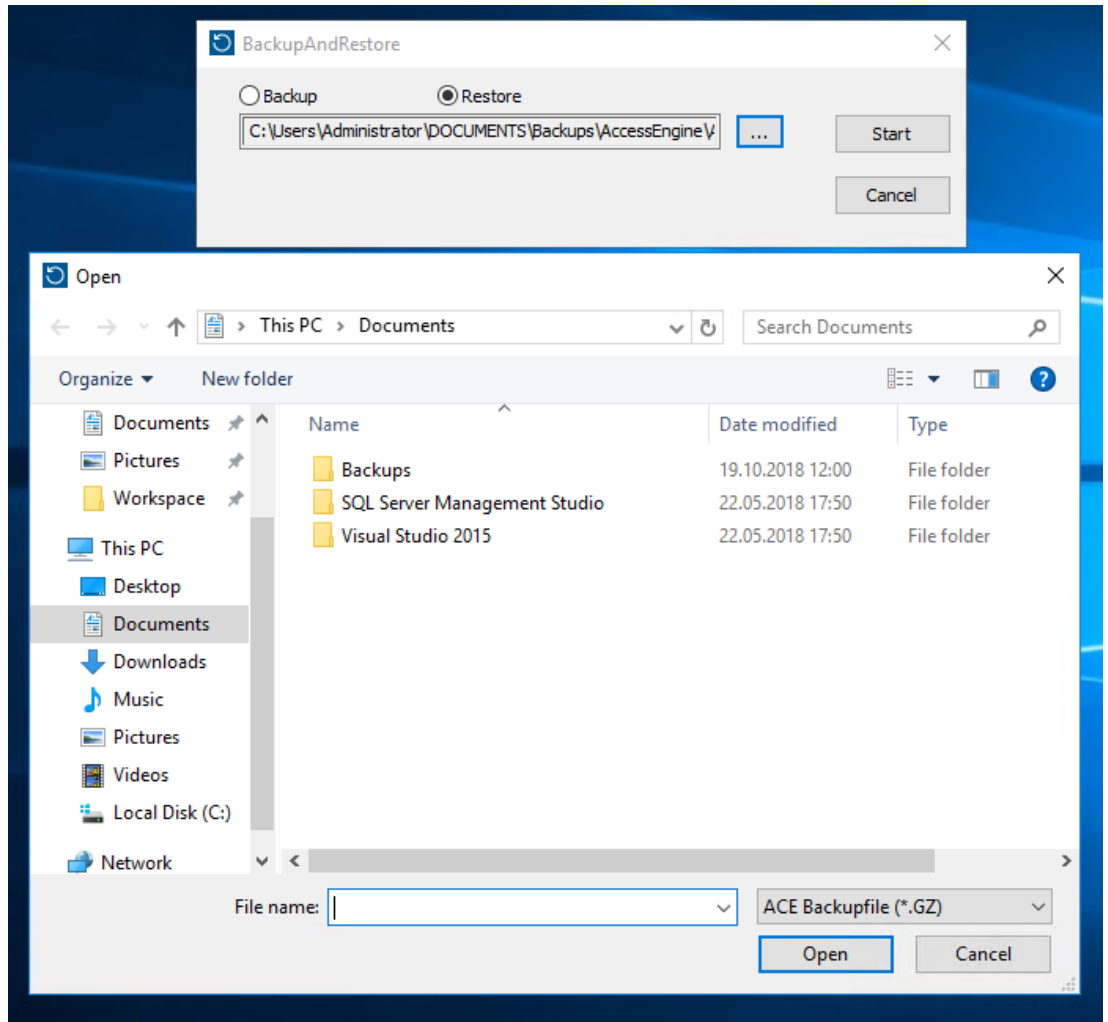 BackupAndRestore
Backup Restore
C:\Users\Administrator\DOCUMENTS\Backups\AccessEngine\ ... Start
Cancel
Open
This PC > Documents Search Documents
Organize New folder ?
Name Date modified Type
Documents
Pictures
Workspace
This PC
Desktop
Documents
Downloads
Music
Pictures
Videos
Local Disk (C:)
Network
Backups 19.10.2018 12:00 File folder
SQL Server Management Studio 22.05.2018 17:50 File folder
Visual Studio 2015 22.05.2018 17:50 File folder
File name: ACE Backupfile (*.GZ)
Open Cancel